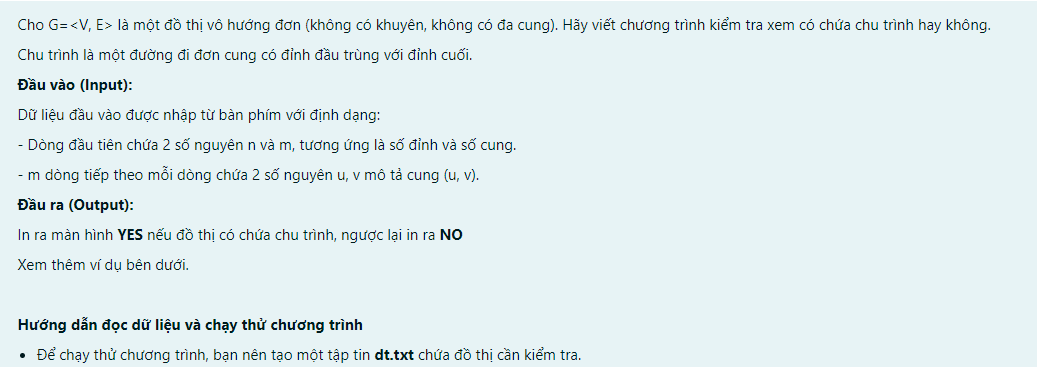 Cho G=<V, E> là một đồ thị vô hướng đơn (không có khuyên, không có đa cung). Hãy viết chương trình kiểm tra xem có chứa chu trình hay không.
Chu trình là một đường đi đơn cung có đỉnh đầu trùng với đỉnh cuối.
Đầu vào (Input):
Dữ liệu đầu vào được nhập từ bàn phím với định dạng:
- Dòng đầu tiên chứa 2 số nguyên n và m, tương ứng là số đỉnh và số cung.
- m dòng tiếp theo mỗi dòng chứa 2 số nguyên u, v mô tả cung (u, v).
Đầu ra (Output):
In ra màn hình YES nếu đồ thị có chứa chu trình, ngược lại in ra NO
Xem thêm ví dụ bên dưới.
Hướng dẫn đọc dữ liệu và chạy thử chương trình
• Để chạy thử chương trình, bạn nên tạo một tập tin dt.txt chứa đồ thị cần kiểm tra.